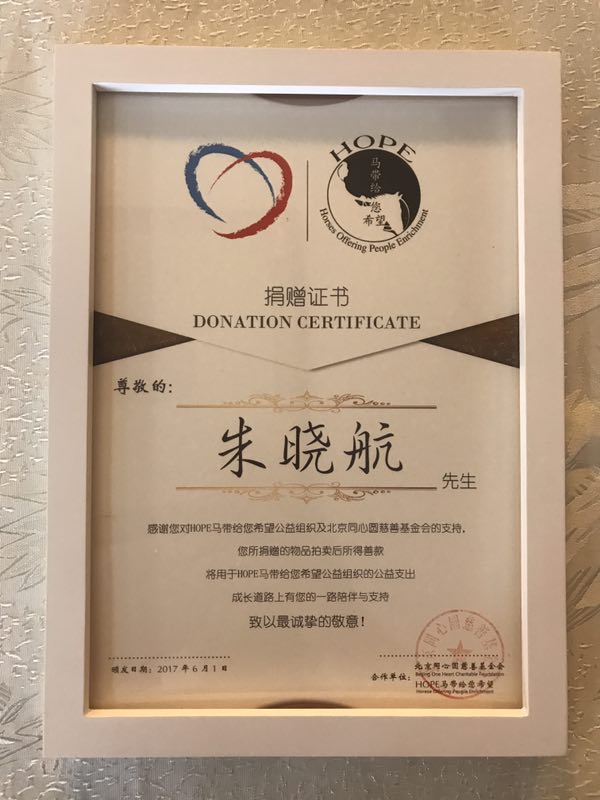 HOPE
马带给您希望
Horses Offering People Enrichment
捐赠证书
DONATION CERTIFICATE
尊敬的：
朱晓航
先生
感谢您对HOPE马带给您希望公益组织及北京同心圆慈善基金会的支持，
您所捐赠的物品拍卖后所得善款
将用于HOPE马带给您希望公益组织的公益支出
成长道路上有您的一路陪伴与支持
致以最诚挚的敬意！
颁发日期：2017 年 6 月 1 日
合作单位：
北京同心圆慈善基金会
Beijing One Heart Charitable Foundation
HOPE马带给您希望
Horese Offering People Enrichment
同心圆慈善基